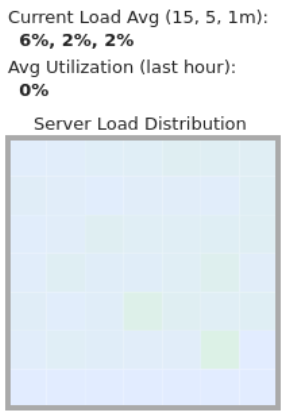 Current Load Avg (15, 5, 1m):
6%, 2%, 2%
Avg Utilization (last hour):
0%
Server Load Distribution